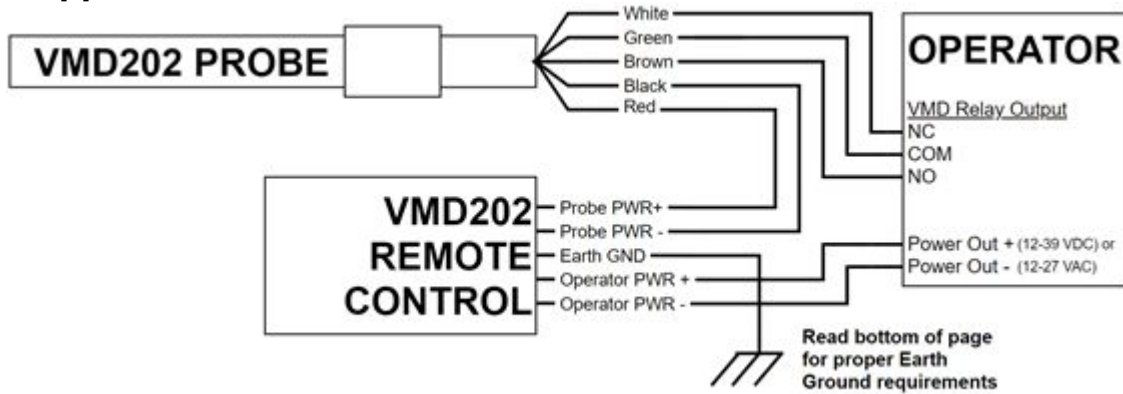 White
Green
Brown
Black
Red
VMD202 PROBE
OPERATOR
VMD Relay Output
NC
COM
NO
Power Out + (12-39 VDC) or
Power Out - (12-27 VAC)
VMD202
REMOTE
CONTROL
Probe PWR+
Probe PWR -
Earth GND
Operator PWR +
Operator PWR -
Read bottom of page
for proper Earth
Ground requirements